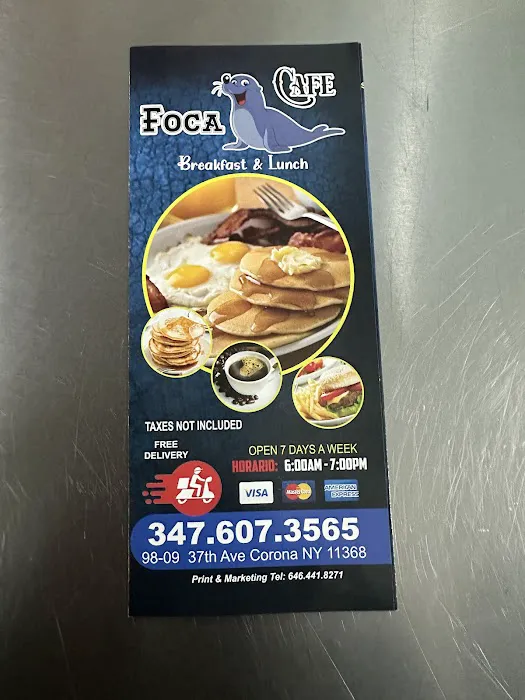 CAFE
FOCA
Breakfast & Lunch
TAXES NOT INCLUDED
FREE
DELIVERY
OPEN 7 DAYS A WEEK
HORARIO: 6:00AM - 7:00PM
VISA
MasterCard
AMERICAN
EXPRESS
347.607.3565
98-09 37th Ave Corona NY 11368
Print & Marketing Tel: 646.441.8271